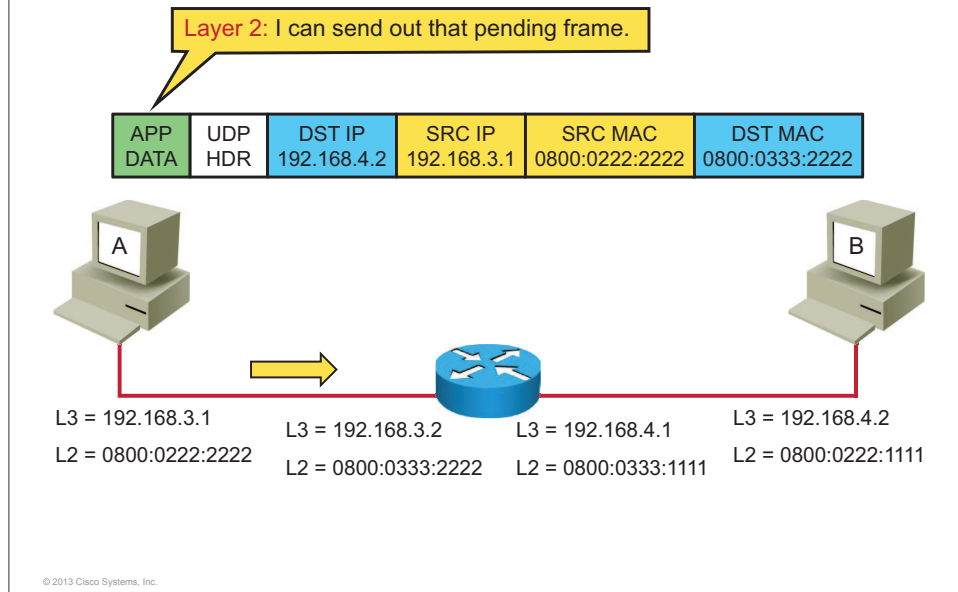 Layer 2: I can send out that pending frame.
APP DATA
UDP HDR
DST IP 192.168.4.2
SRC IP 192.168.3.1
SRC MAC 0800:0222:2222
DST MAC 0800:0333:2222
A
B
L3 = 192.168.3.1
L2 = 0800:0222:2222
L3 = 192.168.3.2
L2 = 0800:0333:2222
L3 = 192.168.4.1
L2 = 0800:0333:1111
L3 = 192.168.4.2
L2 = 0800:0222:1111
© 2013 Cisco Systems, Inc.